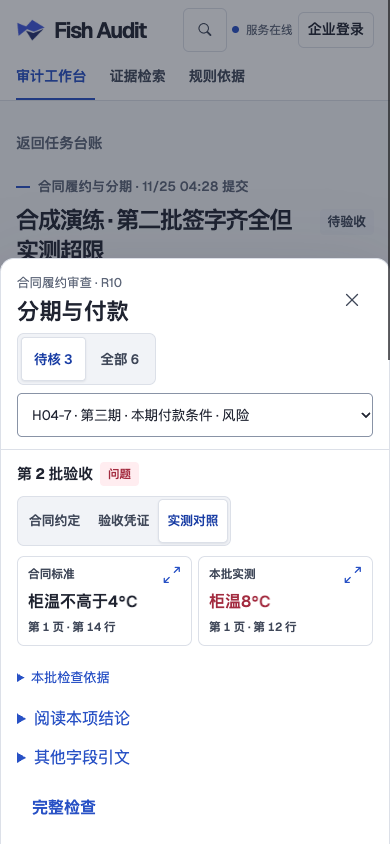 Fish Audit
服务在线
企业登录
审计工作台 证据检索 规则依据
返回任务台账
合成履约与分期 · 11/25 04:28 提交
合成演练 · 第二批签字齐全但
实测超限
待验收
合同履约审查 · R10
分期与付款
待核 3 全部 6
H04-7 · 第三期 · 本期付款条件 · 风险
第 2 批验收 问题
合同约定 验收凭证 实测对照
合同标准
柜温不高于4°C
第 1 页 · 第 14 行
本批实测
柜温8°C
第 1 页 · 第 12 行
本批检查依据
阅读本项结论
其他字段引文
完整检查